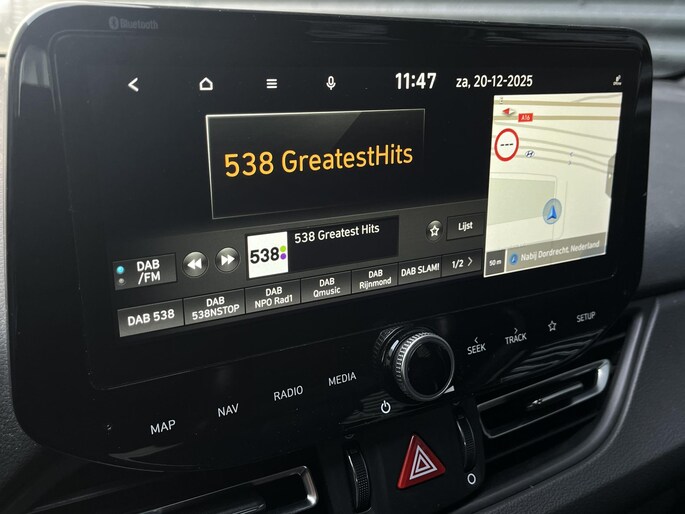 Bluetooth
11:47
za, 20-12-2025
538 GreatestHits
A16
---
50 m
Nabij Dordrecht, Nederland
DAB
/FM
538
538 Greatest Hits
Lijst
DAB 538
DAB
538NSTOP
DAB
NPO Rad1
DAB
Qmusic
DAB
Rijnmond
DAB SLAM!
1/2
MAP
NAV
RADIO
MEDIA
SEEK
TRACK
SETUP